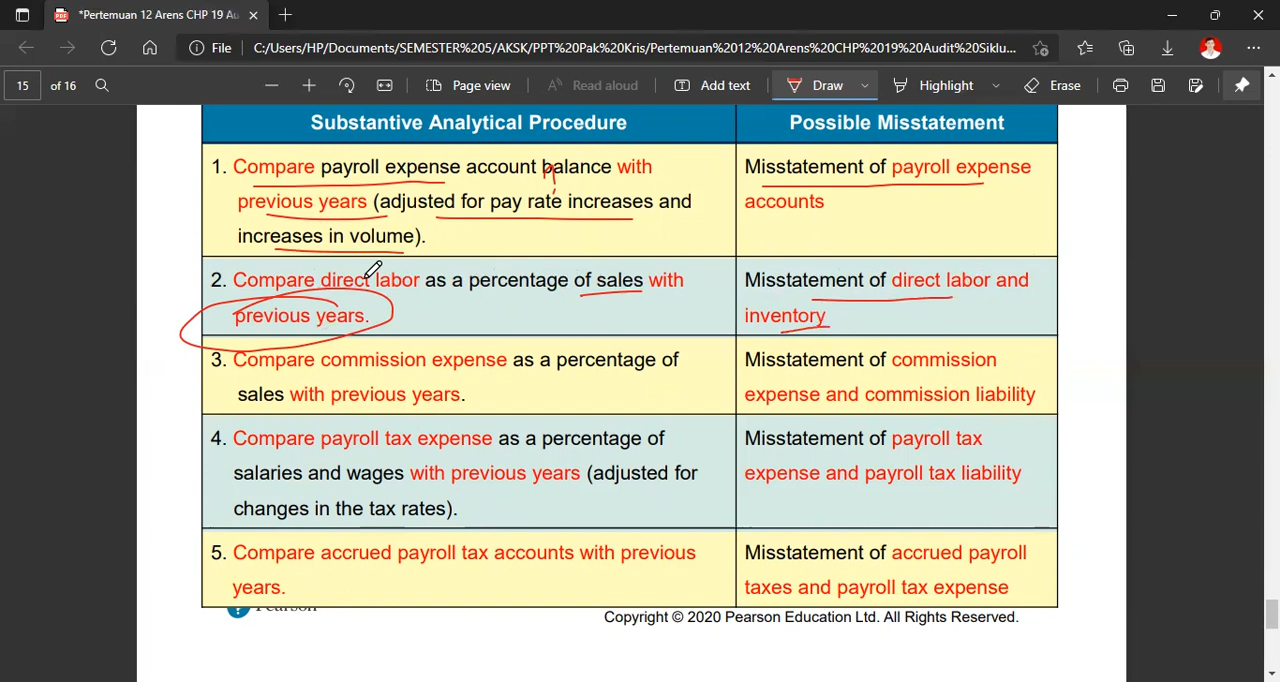 *Pertemuan 12 Arens CHP 19 Au
File
C:/Users/HP/Documents/SEMESTER%205/AKSK/PPT%20Pak%20Kris/Pertemuan%2012%20Arens%20CHP%2019%20Audit%20Siklu...
15 of 16
Page view
Read aloud
Add text
Draw
Highlight
Erase
Substantive Analytical Procedure
Possible Misstatement
1. Compare payroll expense account balance with
previous years (adjusted for pay rate increases and
increases in volume).
Misstatement of payroll expense
accounts
2. Compare direct labor as a percentage of sales with
previous years.
Misstatement of direct labor and
inventory
3. Compare commission expense as a percentage of
sales with previous years.
Misstatement of commission
expense and commission liability
4. Compare payroll tax expense as a percentage of
salaries and wages with previous years (adjusted for
changes in the tax rates).
Misstatement of payroll tax
expense and payroll tax liability
5. Compare accrued payroll tax accounts with previous
years.
Misstatement of accrued payroll
taxes and payroll tax expense
Pearson
Copyright © 2020 Pearson Education Ltd. All Rights Reserved.